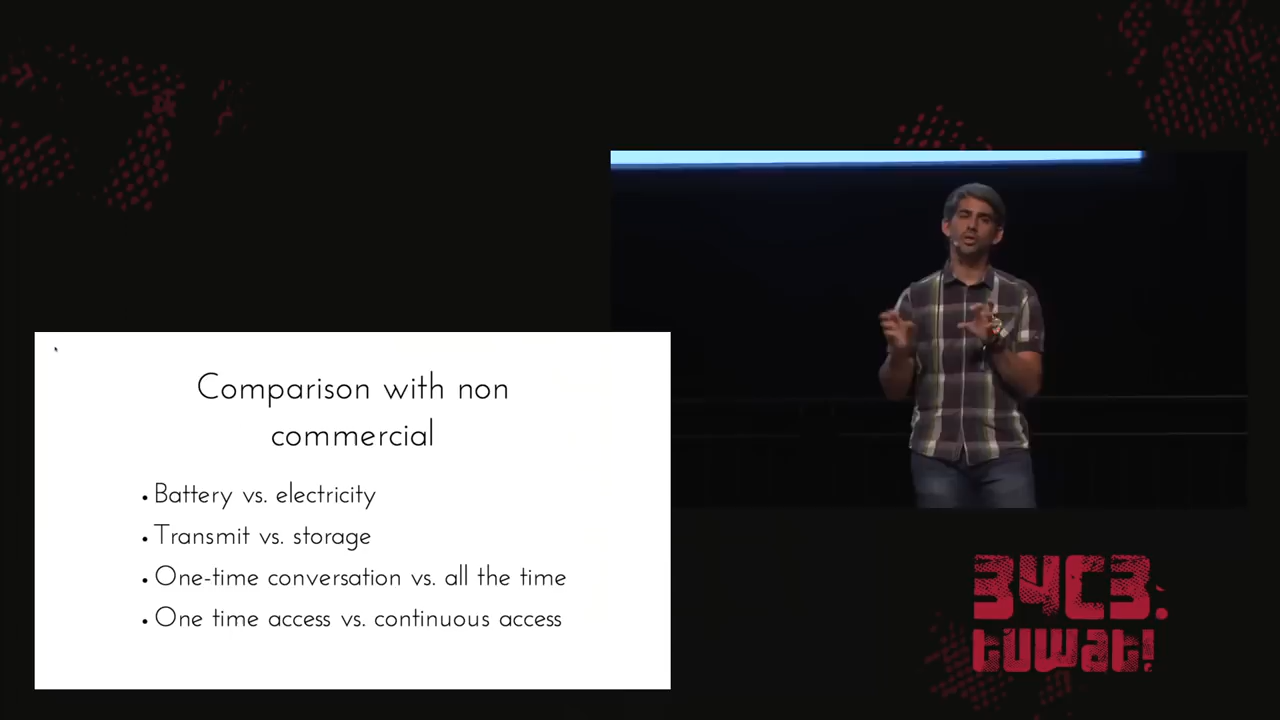 Comparison with non
commercial
• Battery vs. electricity
• Transmit vs. storage
• One-time conversation vs. all the time
• One time access vs. continuous access
34C3.
tuwat!